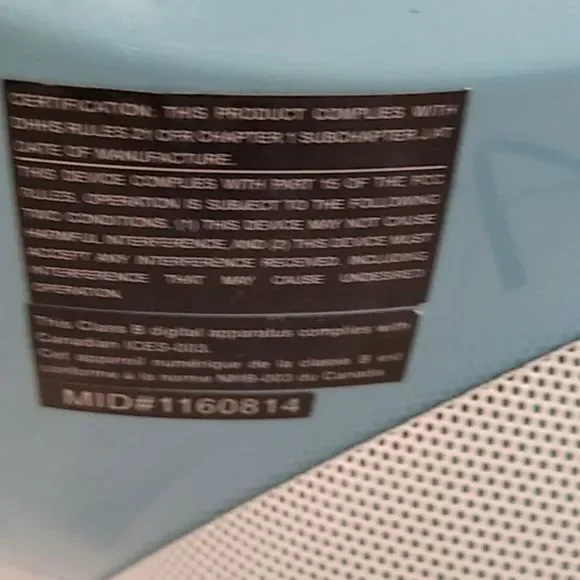 CERTIFICATION: THIS PRODUCT COMPLIES WITH
DHHS RULES 21 CFR CHAPTER 1 SUBCHAPTER J AT
DATE OF MANUFACTURE.
THIS DEVICE COMPLIES WITH PART 15 OF THE FCC
RULES. OPERATION IS SUBJECT TO THE FOLLOWING
TWO CONDITIONS. (1) THIS DEVICE MAY NOT CAUSE
HARMFUL INTERFERENCE, AND (2) THIS DEVICE MUST
ACCEPT ANY INTERFERENCE RECEIVED, INCLUDING
INTERFERENCE THAT MAY CAUSE UNDESIRED
OPERATION.
This Class B digital apparatus complies with
Canadian ICES-003.
Cet appareil numérique de la classe B est
conforme à la norme NMB-003 du Canada.
MID#1160814